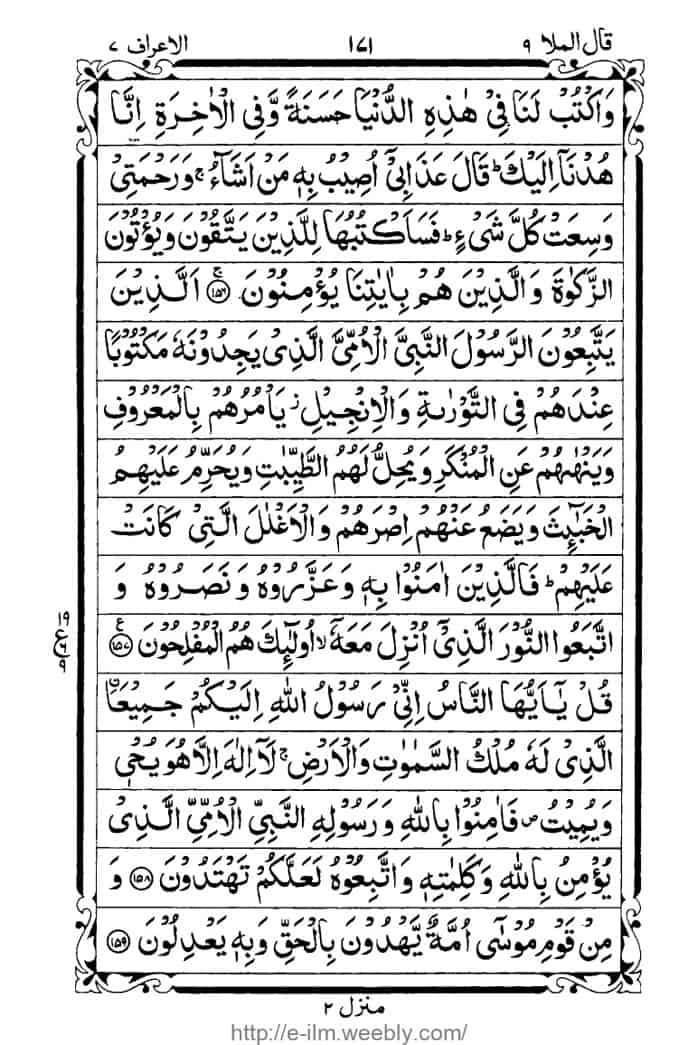 قال الملا ٩ ١٧١ الاعراف ٧
وَاكْتُبْ لَنَا فِیْ هٰذِهِ الدُّنْیَا حَسَنَةً وَّفِی الْاٰخِرَةِ اِنَّا
هُدْنَاۤ اِلَیْكَ ؕ قَالَ عَذَابِیْۤ اُصِیْبُ بِهٖ مَنْ اَشَآءُ ۚ وَرَحْمَتِیْ
وَسِعَتْ كُلَّ شَیْءٍ ؕ فَسَاَكْتُبُهَا لِلَّذِیْنَ یَتَّقُوْنَ وَیُؤْتُوْنَ
الزَّكٰوةَ وَالَّذِیْنَ هُمْ بِاٰیٰتِنَا یُؤْمِنُوْنَ ۚ ﴿١٥٦﴾ اَلَّذِیْنَ
یَتَّبِعُوْنَ الرَّسُوْلَ النَّبِیَّ الْاُمِّیَّ الَّذِیْ یَجِدُوْنَهٗ مَكْتُوْبًا
عِنْدَهُمْ فِی التَّوْرٰىةِ وَالْاِنْجِیْلِ ؗ یَاْمُرُهُمْ بِالْمَعْرُوْفِ
وَیَنْهٰىهُمْ عَنِ الْمُنْكَرِ وَیُحِلُّ لَهُمُ الطَّیِّبٰتِ وَیُحَرِّمُ عَلَیْهِمُ
الْخَبٰٓئِثَ وَیَضَعُ عَنْهُمْ اِصْرَهُمْ وَالْاَغْلٰلَ الَّتِیْ كَانَتْ
عَلَیْهِمْ ؕ فَالَّذِیْنَ اٰمَنُوْا بِهٖ وَعَزَّرُوْهُ وَنَصَرُوْهُ وَ
اتَّبَعُوا النُّوْرَ الَّذِیْۤ اُنْزِلَ مَعَهٗۤ ۙ اُولٰٓئِكَ هُمُ الْمُفْلِحُوْنَ ﴿١٥٧﴾ ع ١٩ ٦ ٩
قُلْ یٰۤاَیُّهَا النَّاسُ اِنِّیْ رَسُوْلُ اللّٰهِ اِلَیْكُمْ جَمِیْعَاۨ
الَّذِیْ لَهٗ مُلْكُ السَّمٰوٰتِ وَالْاَرْضِ ۚ لَاۤ اِلٰهَ اِلَّا هُوَ یُحْیٖ
وَیُمِیْتُ ۪ فَاٰمِنُوْا بِاللّٰهِ وَرَسُوْلِهِ النَّبِیِّ الْاُمِّیِّ الَّذِیْ
یُؤْمِنُ بِاللّٰهِ وَكَلِمٰتِهٖ وَاتَّبِعُوْهُ لَعَلَّكُمْ تَهْتَدُوْنَ ﴿١٥٨﴾ وَ
مِنْ قَوْمِ مُوْسٰۤی اُمَّةٌ یَّهْدُوْنَ بِالْحَقِّ وَبِهٖ یَعْدِلُوْنَ ﴿١٥٩﴾
منزل ٢
http://e-ilm.weebly.com/